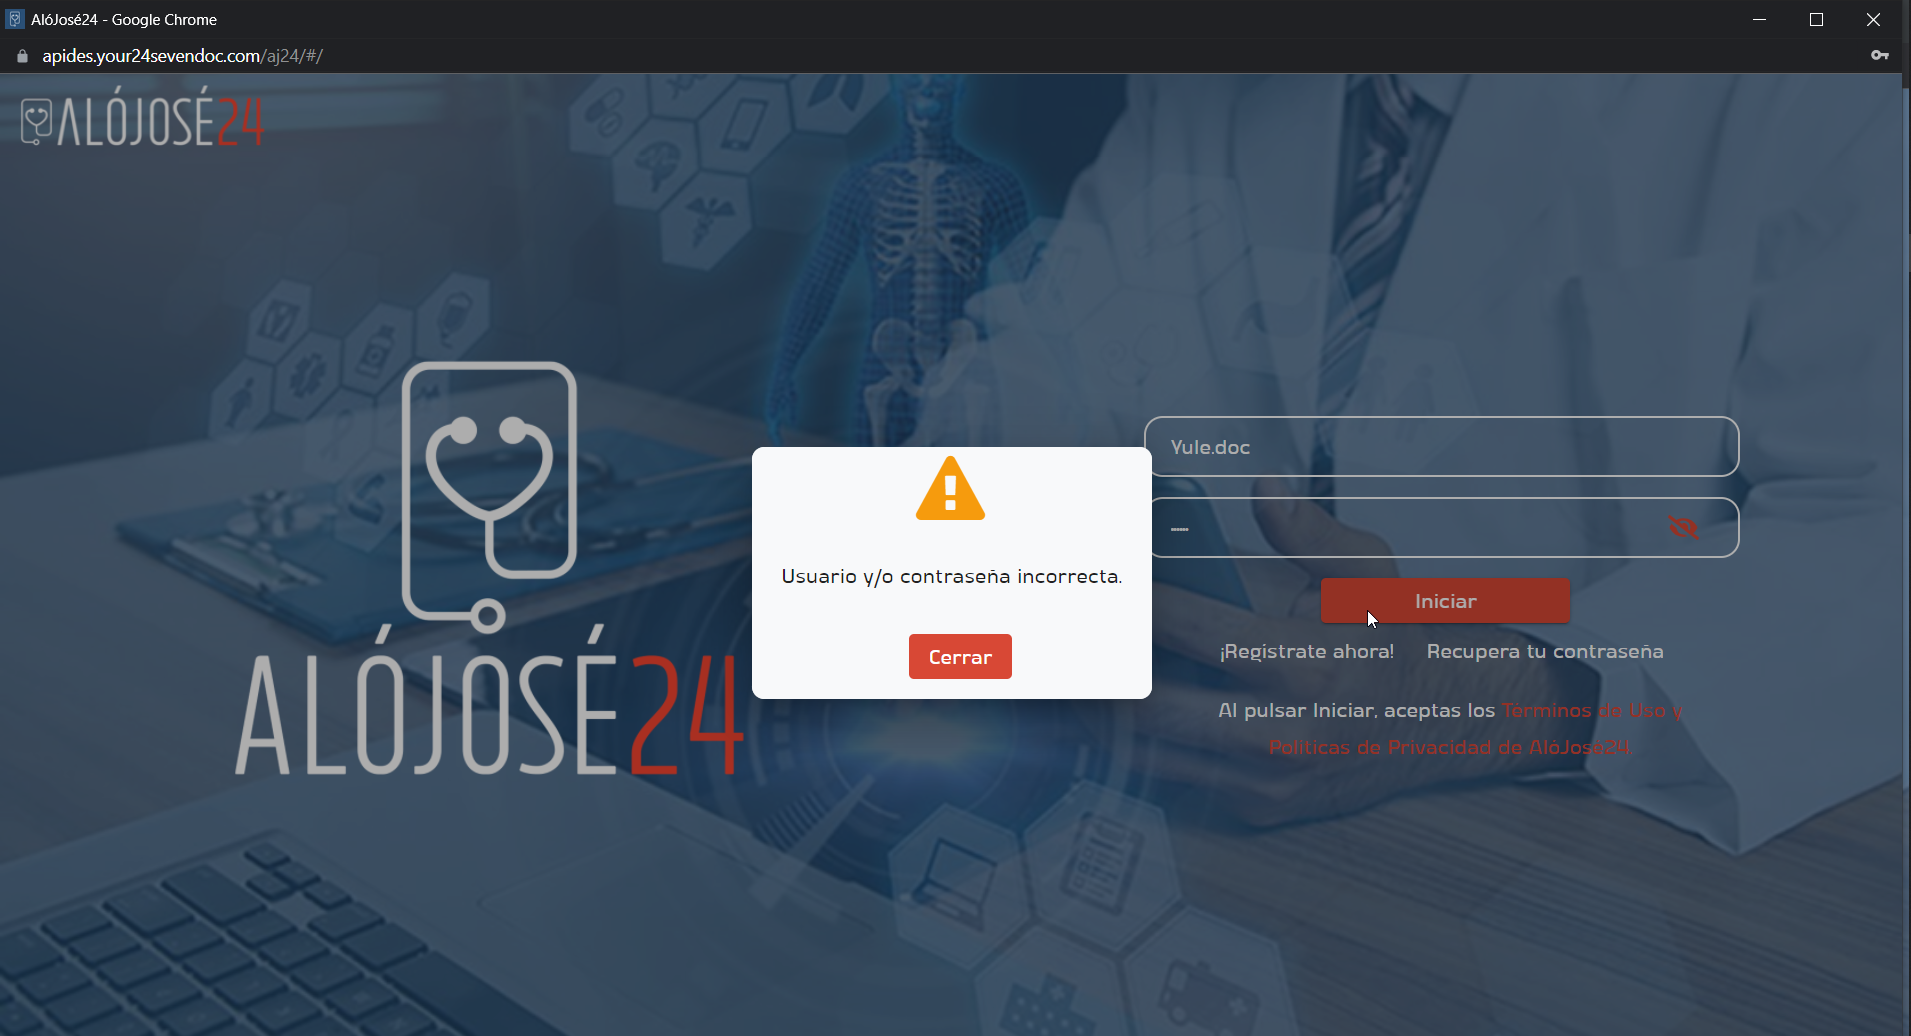 AlóJosé24 - Google Chrome
apides.your24sevendoc.com/aj24/#/
ALÓJOSÉ24
ALÓJOSÉ24
Yule.doc
Usuario y/o contraseña incorrecta.
Cerrar
Iniciar
¡Registrate ahora! Recupera tu contraseña
Al pulsar Iniciar, aceptas los Términos de Uso y
Políticas de Privacidad de AlóJosé24.